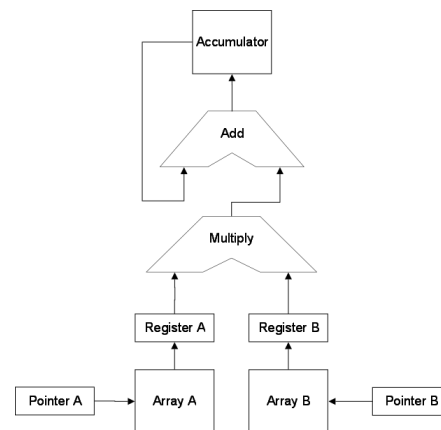 Accumulator
Add
Multiply
Register A
Register B
Pointer A
Array A
Array B
Pointer B